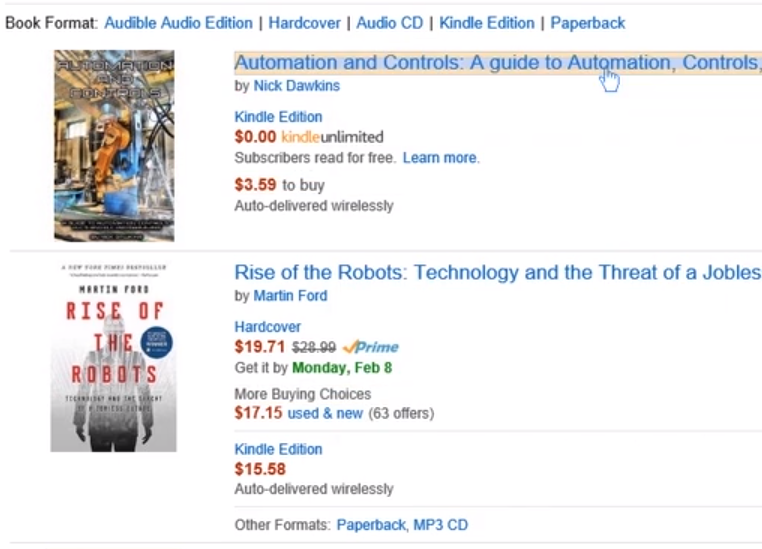 Book Format: Audible Audio Edition | Hardcover | Audio CD | Kindle Edition | Paperback
AUTOMATION
AND
CONTROLS
Automation and Controls: A guide to Automation, Controls,
by Nick Dawkins
Kindle Edition
$0.00 kindleunlimited
Subscribers read for free. Learn more.
$3.59 to buy
Auto-delivered wirelessly
A NEW YORK TIMES BESTSELLER
MARTIN FORD
RISE OF
THE
ROBOTS
TECHNOLOGY AND THE THREAT
OF A JOBLESS FUTURE
Rise of the Robots: Technology and the Threat of a Jobles
by Martin Ford
Hardcover
$19.71 $28.99 Prime
Get it by Monday, Feb 8
More Buying Choices
$17.15 used & new (63 offers)
Kindle Edition
$15.58
Auto-delivered wirelessly
Other Formats: Paperback, MP3 CD